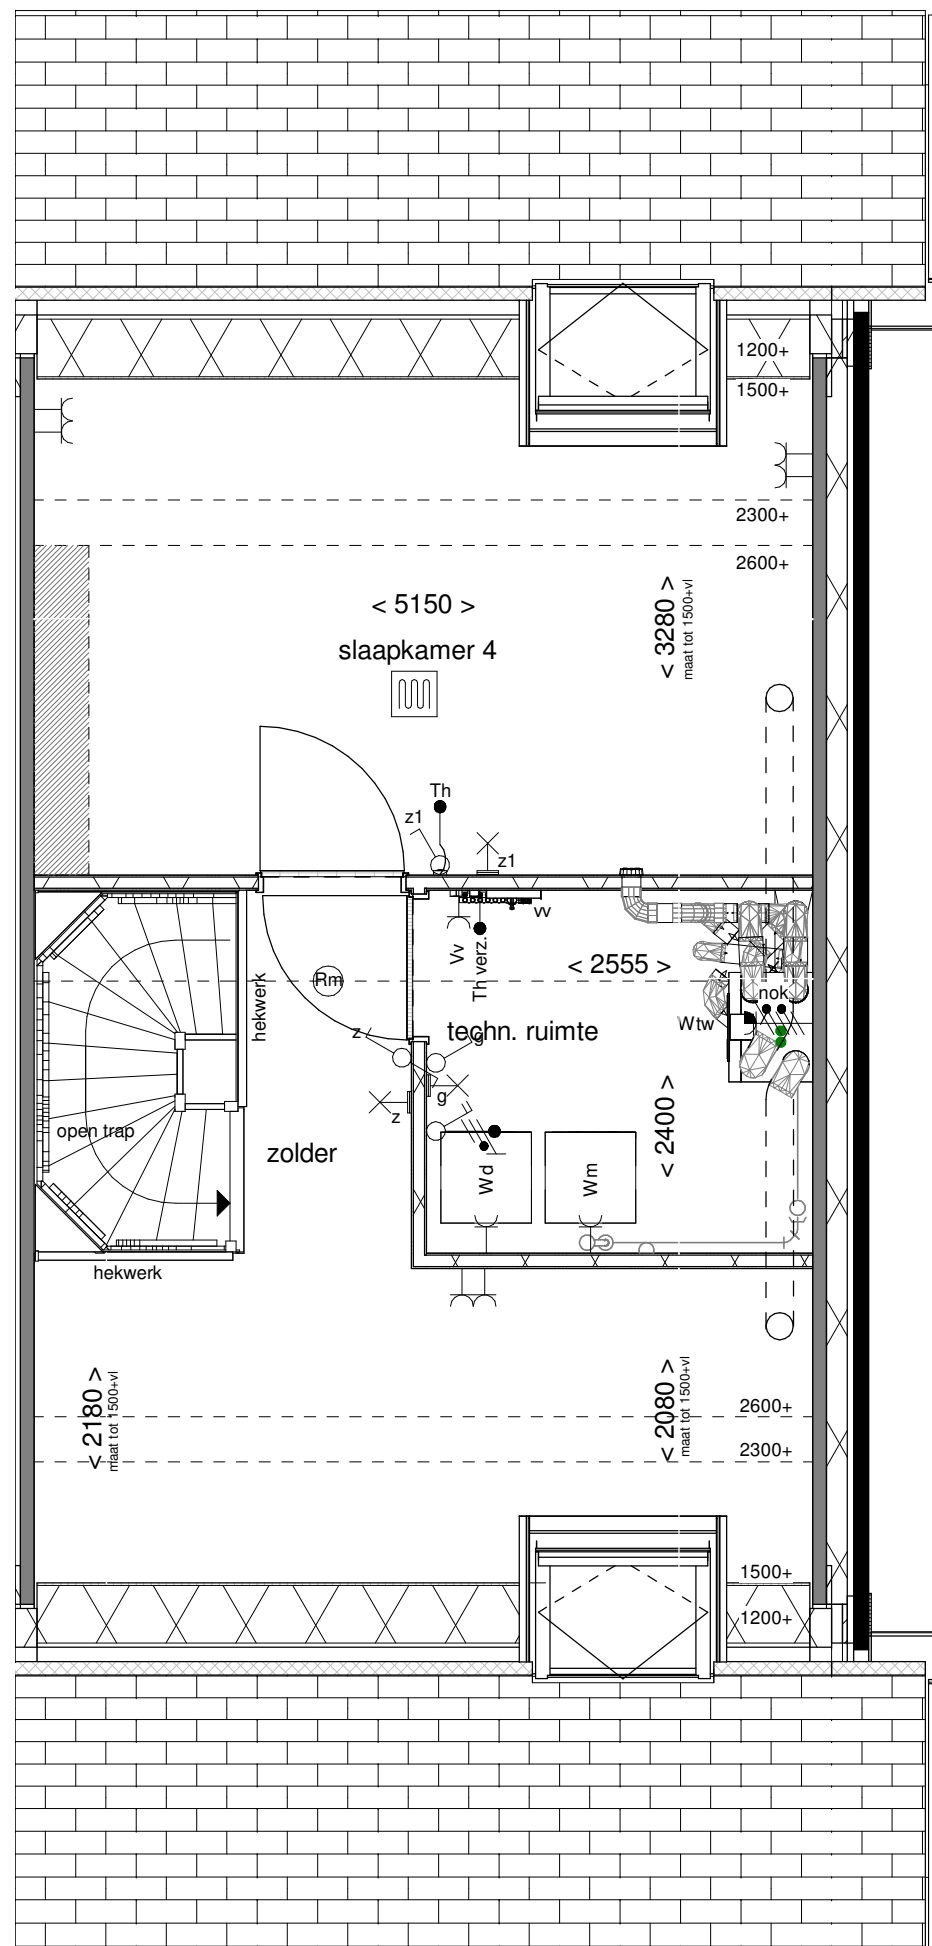 1200+
1500+
2300+
2600+
< 5150 >
slaapkamer 4
< 3280 >
maat tot 1500+vl
Th
z1
z1
vv
Vv
Th verz.
< 2555 >
hekwerk
Rm
nok
Wtw
techn. ruimte
z
g
g
z
open trap
zolder
< 2400 >
Wd
Wm
hekwerk
< 2180 >
maat tot 1500+vl
< 2080 >
maat tot 1500+vl
2600+
2300+
1500+
1200+